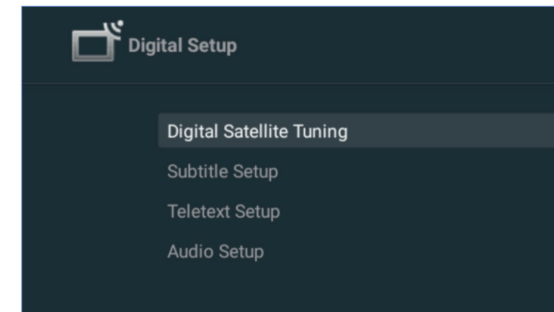 Digital Setup
Digital Satellite Tuning
Subtitle Setup
Teletext Setup
Audio Setup